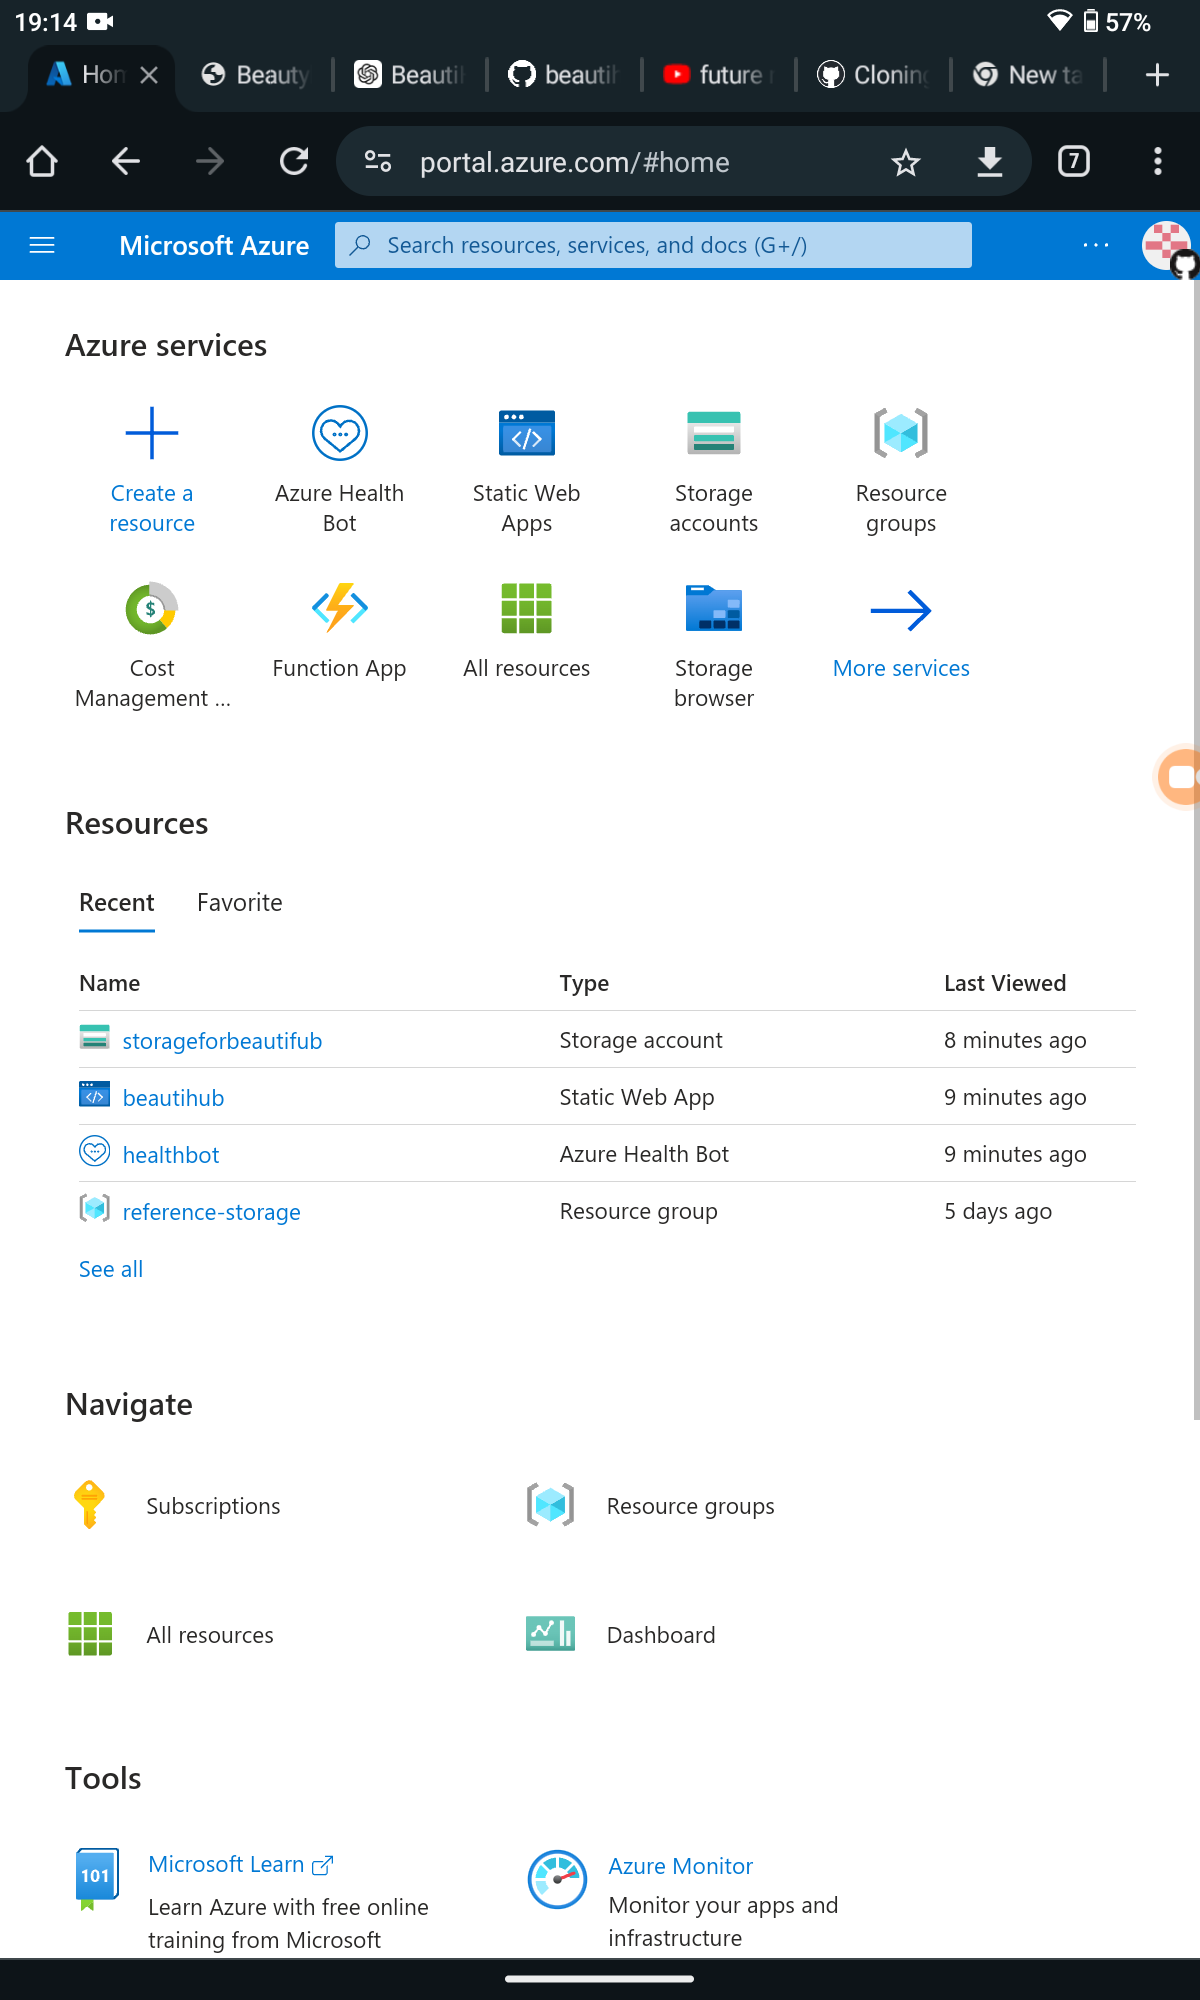 19:14
57%
Hom
Beauty
Beautil
beautih
future
Cloning
New ta
portal.azure.com/#home
7
Microsoft Azure
Search resources, services, and docs (G+/)
...
Azure services
Create a
resource
Azure Health
Bot
Static Web
Apps
Storage
accounts
Resource
groups
Cost
Management ...
Function App
All resources
Storage
browser
More services
Resources
Recent
Favorite
Name
Type
Last Viewed
storageforbeautifub
Storage account
8 minutes ago
beautihub
Static Web App
9 minutes ago
healthbot
Azure Health Bot
9 minutes ago
reference-storage
Resource group
5 days ago
See all
Navigate
Subscriptions
Resource groups
All resources
Dashboard
Tools
101
Microsoft Learn
Learn Azure with free online
training from Microsoft
Azure Monitor
Monitor your apps and
infrastructure